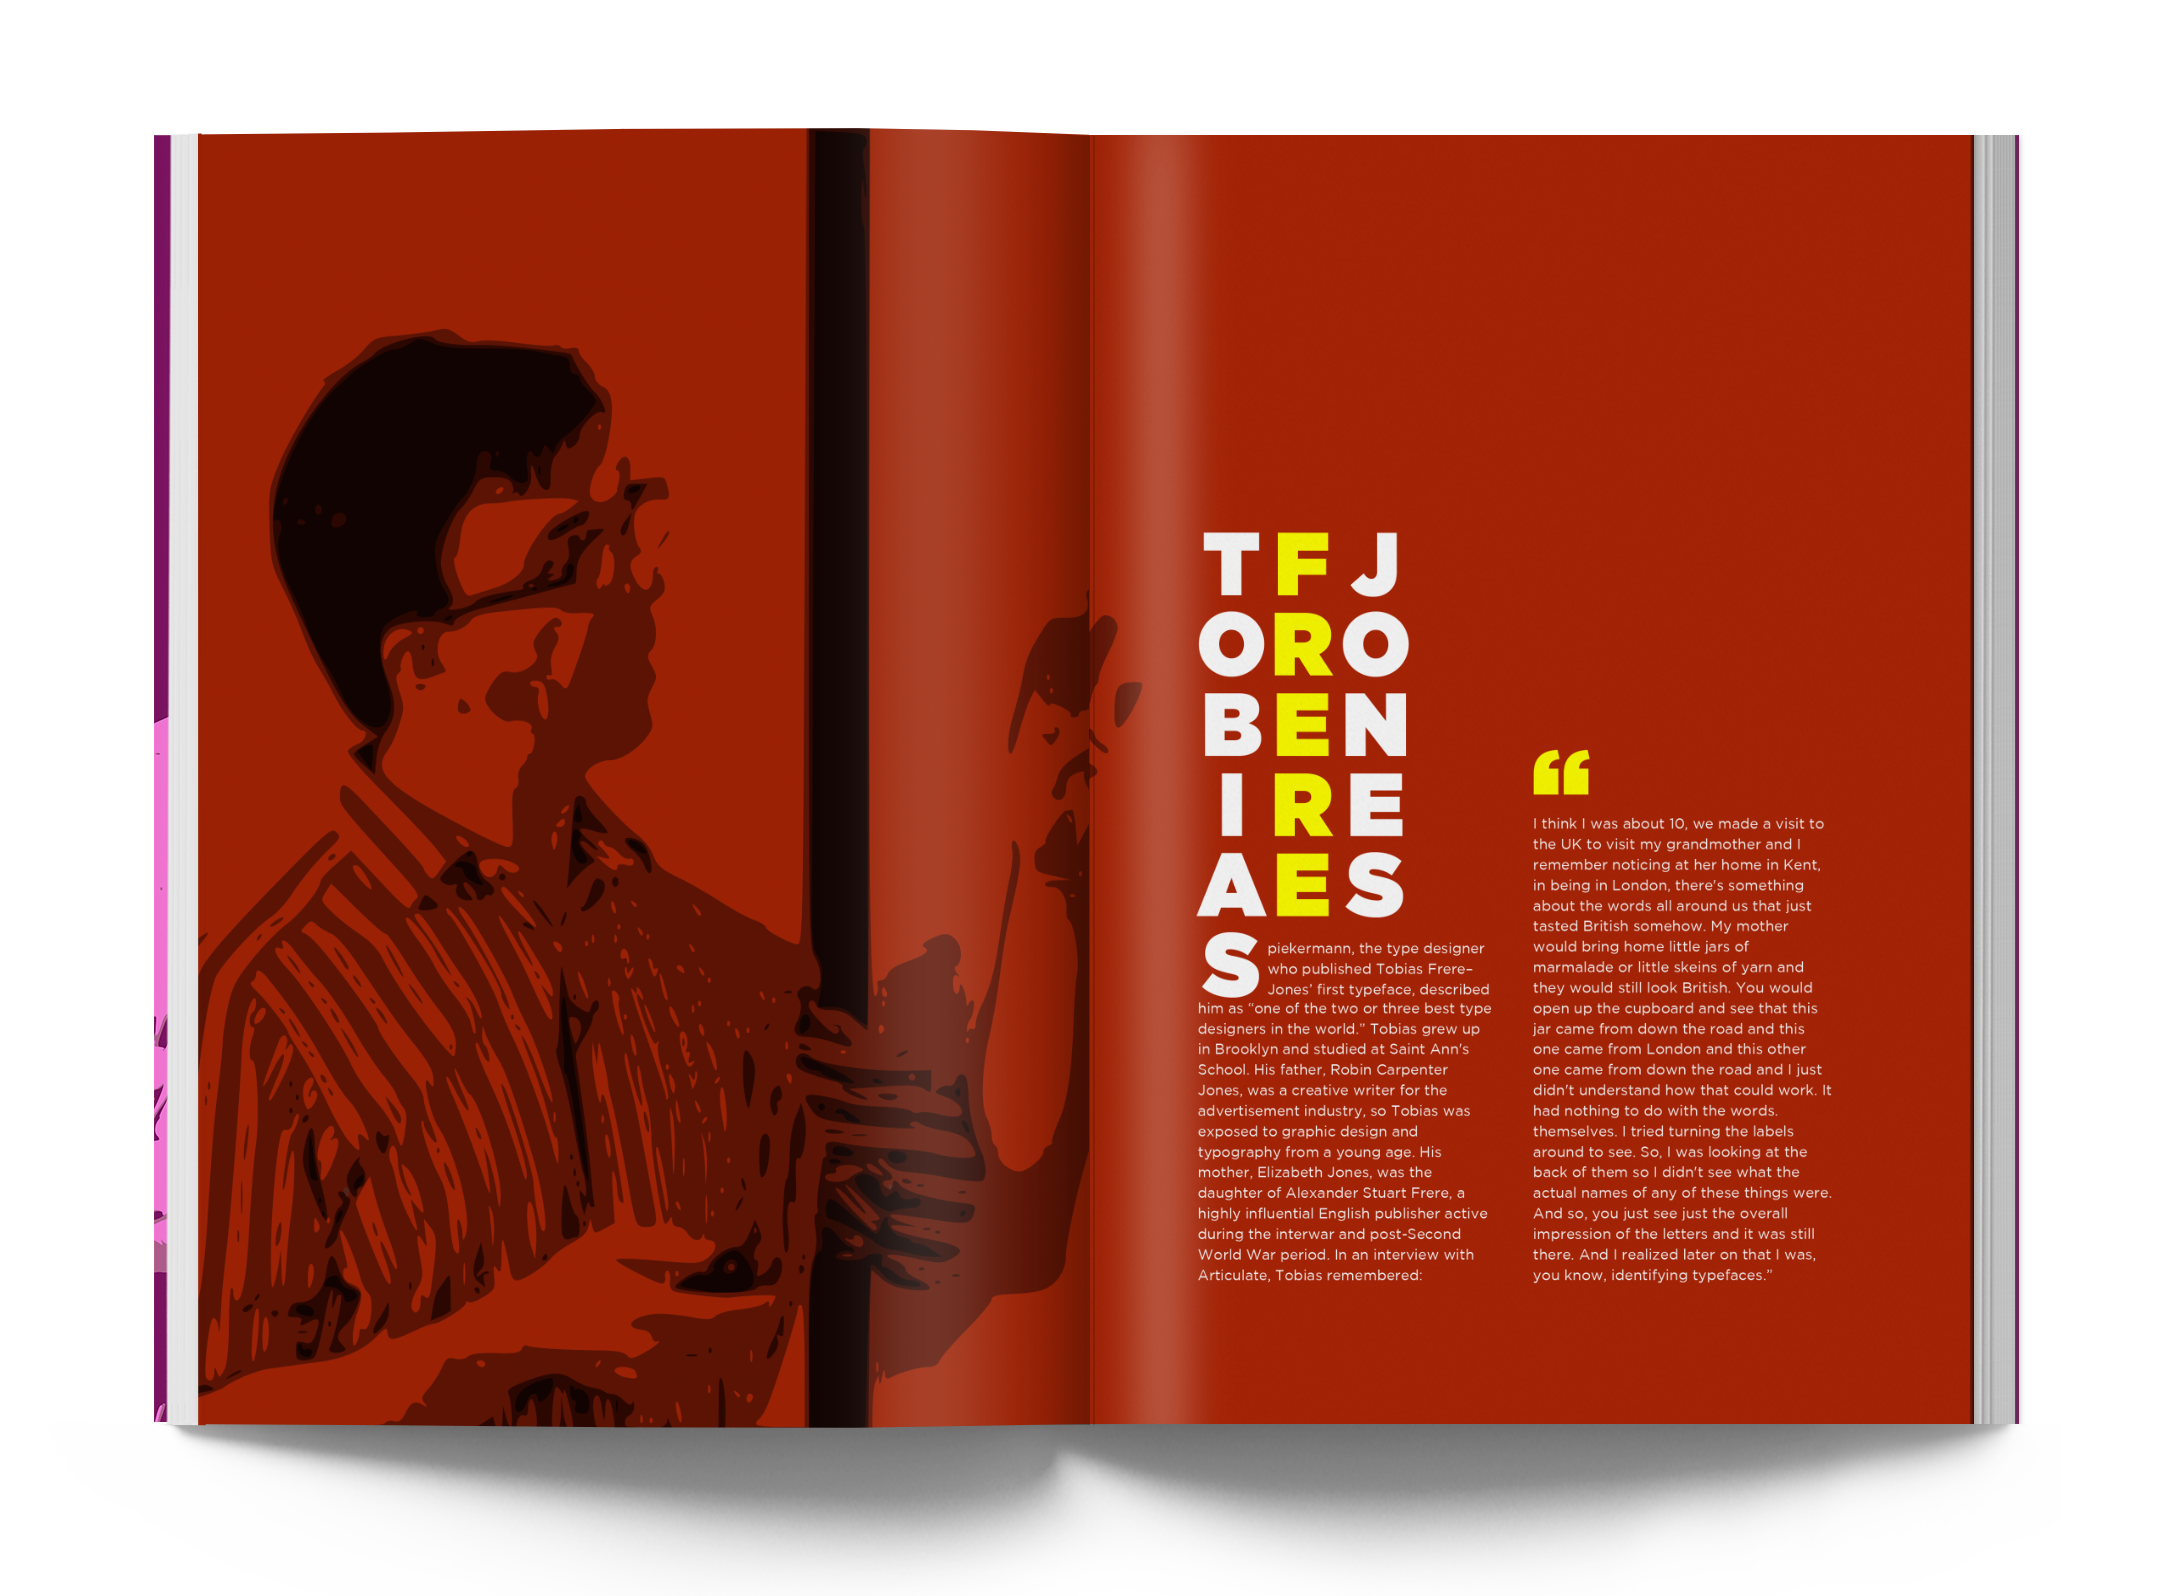 T F J
O R O
B E N
I R E
A E S
S
piekermann, the type designer
who published Tobias Frere–
Jones’ first typeface, described
him as “one of the two or three best type
designers in the world.” Tobias grew up
in Brooklyn and studied at Saint Ann's
School. His father, Robin Carpenter
Jones, was a creative writer for the
advertisement industry, so Tobias was
exposed to graphic design and
typography from a young age. His
mother, Elizabeth Jones, was the
daughter of Alexander Stuart Frere, a
highly influential English publisher active
during the interwar and post-Second
World War period. In an interview with
Articulate, Tobias remembered:
“
I think I was about 10, we made a visit to
the UK to visit my grandmother and I
remember noticing at her home in Kent,
in being in London, there's something
about the words all around us that just
tasted British somehow. My mother
would bring home little jars of
marmalade or little skeins of yarn and
they would still look British. You would
open up the cupboard and see that this
jar came from down the road and this
one came from London and this other
one came from down the road and I just
didn't understand how that could work. It
had nothing to do with the words.
themselves. I tried turning the labels
around to see. So, I was looking at the
back of them so I didn't see what the
actual names of any of these things were.
And so, you just see just the overall
impression of the letters and it was still
there. And I realized later on that I was,
you know, identifying typefaces.”